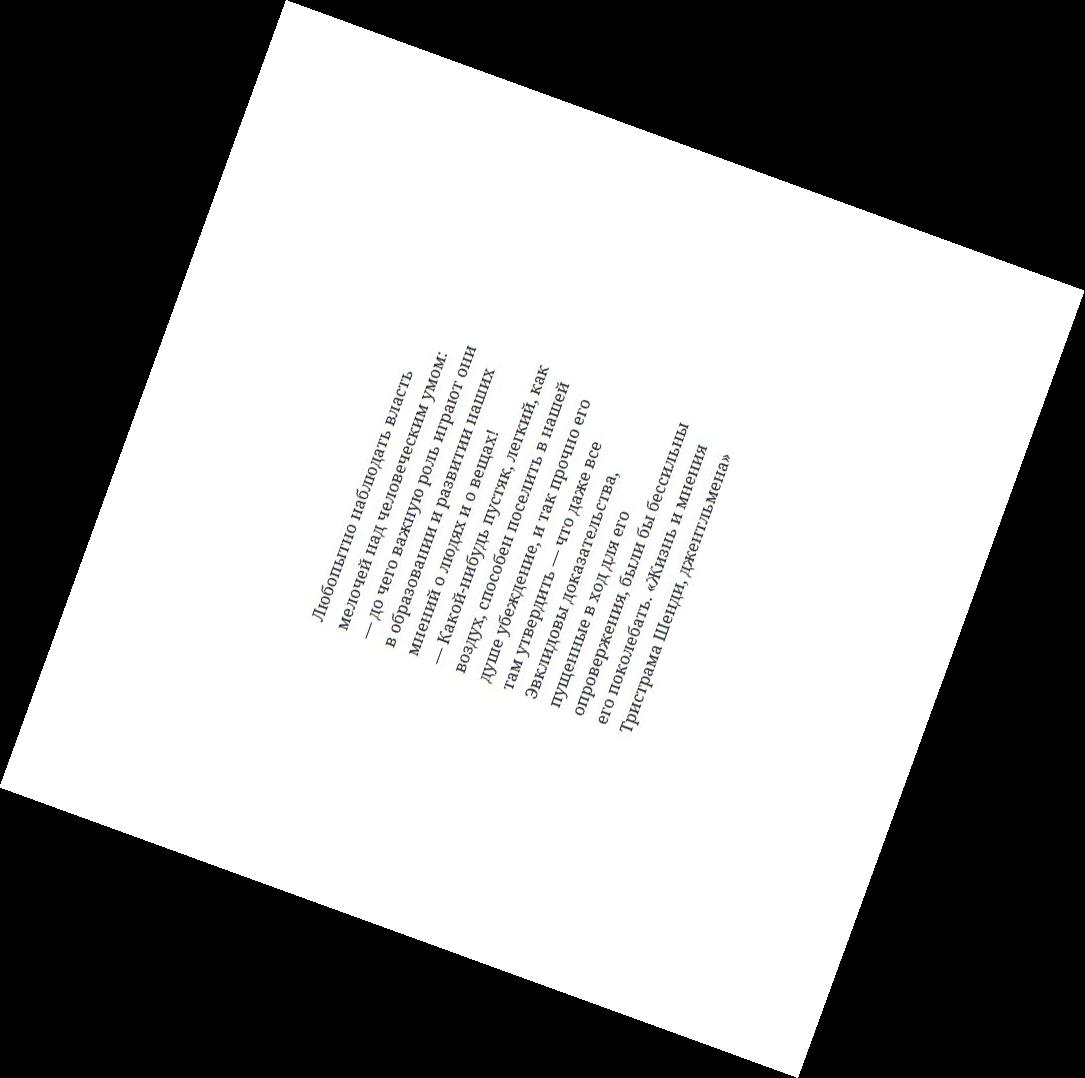 Любопытно наблюдать власть
мелочей над человеческим умом:
— до чего важную роль играют они
в образовании и развитии наших
мнений о людях и о вещах!
— Какой-нибудь пустяк, легкий, как
воздух, способен поселить в нашей
душе убеждение, и так прочно его
там утвердить — что даже все
Эвклидовы доказательства,
пущенные в ход для его
опровержения, были бы бессильны
его поколебать. «Жизнь и мнения
Тристрама Шенди, джентльмена»